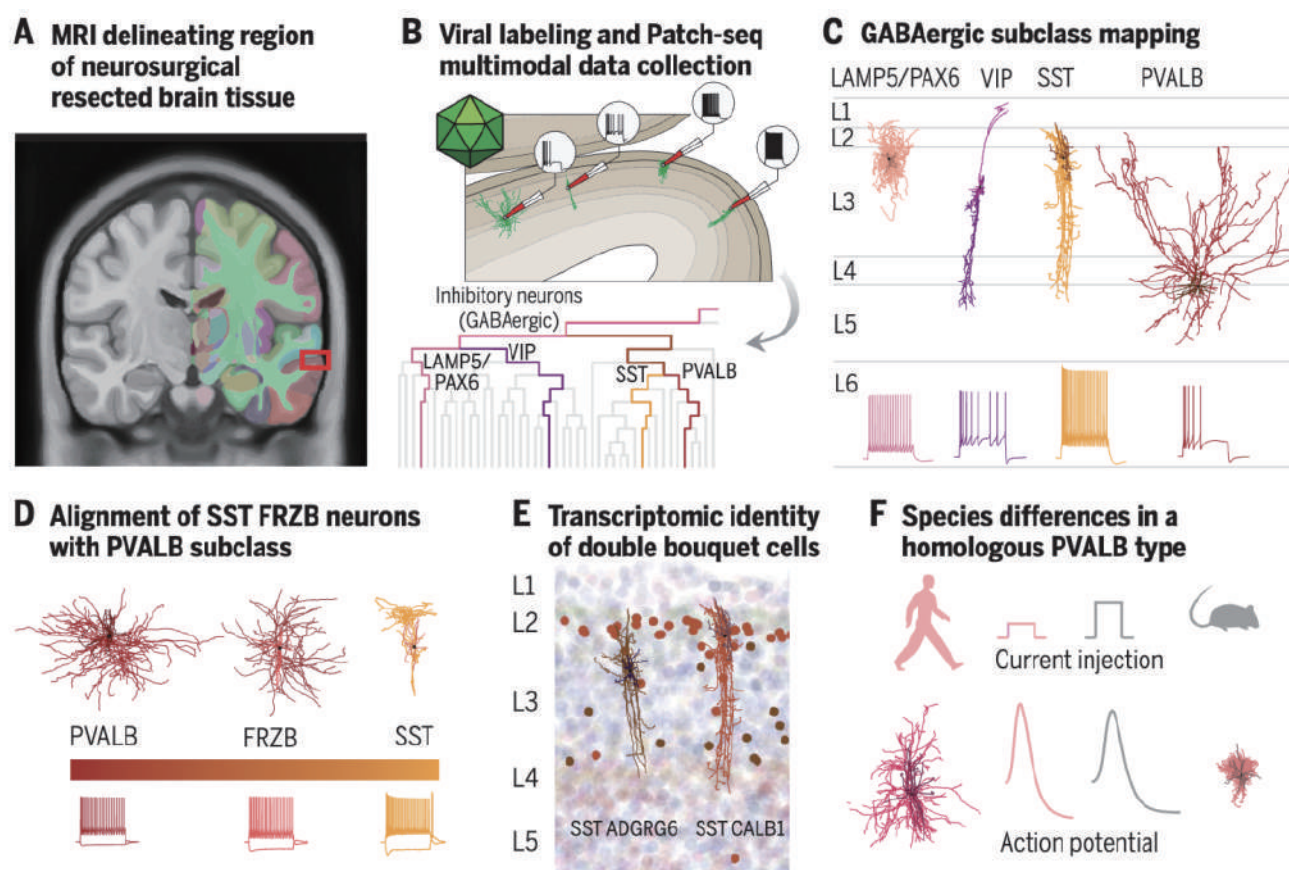 A MRI delineating region
of neurosurgical
resected brain tissue
B Viral labeling and Patch-seq
multimodal data collection
Inhibitory neurons
(GABAergic)
LAMP5/
PAX6
VIP
SST
PVALB
C GABAergic subclass mapping
LAMP5/PAX6 VIP SST PVALB
L1
L2
L3
L4
L5
L6
D Alignment of SST FRZB neurons
with PVALB subclass
PVALB FRZB SST
E Transcriptomic identity
of double bouquet cells
L1
L2
L3
L4
L5
SST ADGRG6 SST CALB1
F Species differences in a
homologous PVALB type
Current injection
Action potential